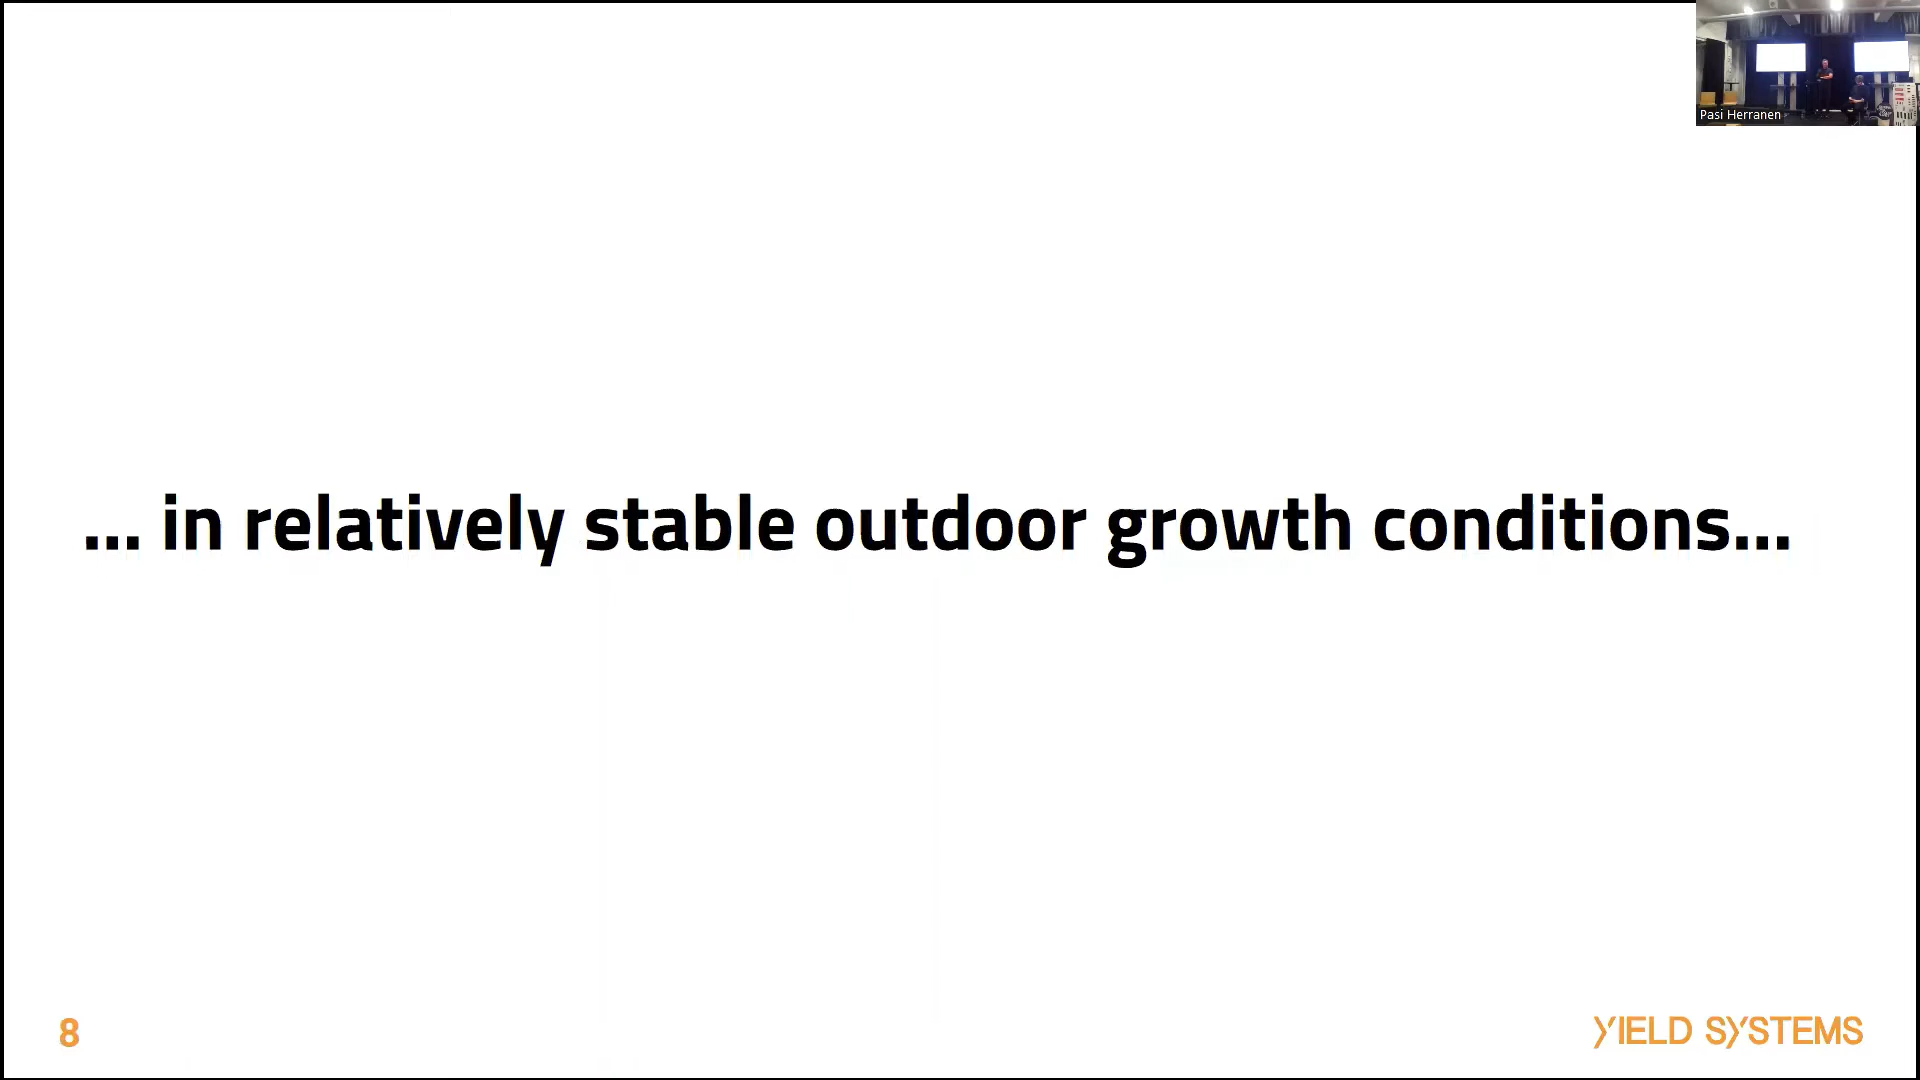 Pasi Herranen
... in relatively stable outdoor growth conditions...
8
YIELD SYSTEMS